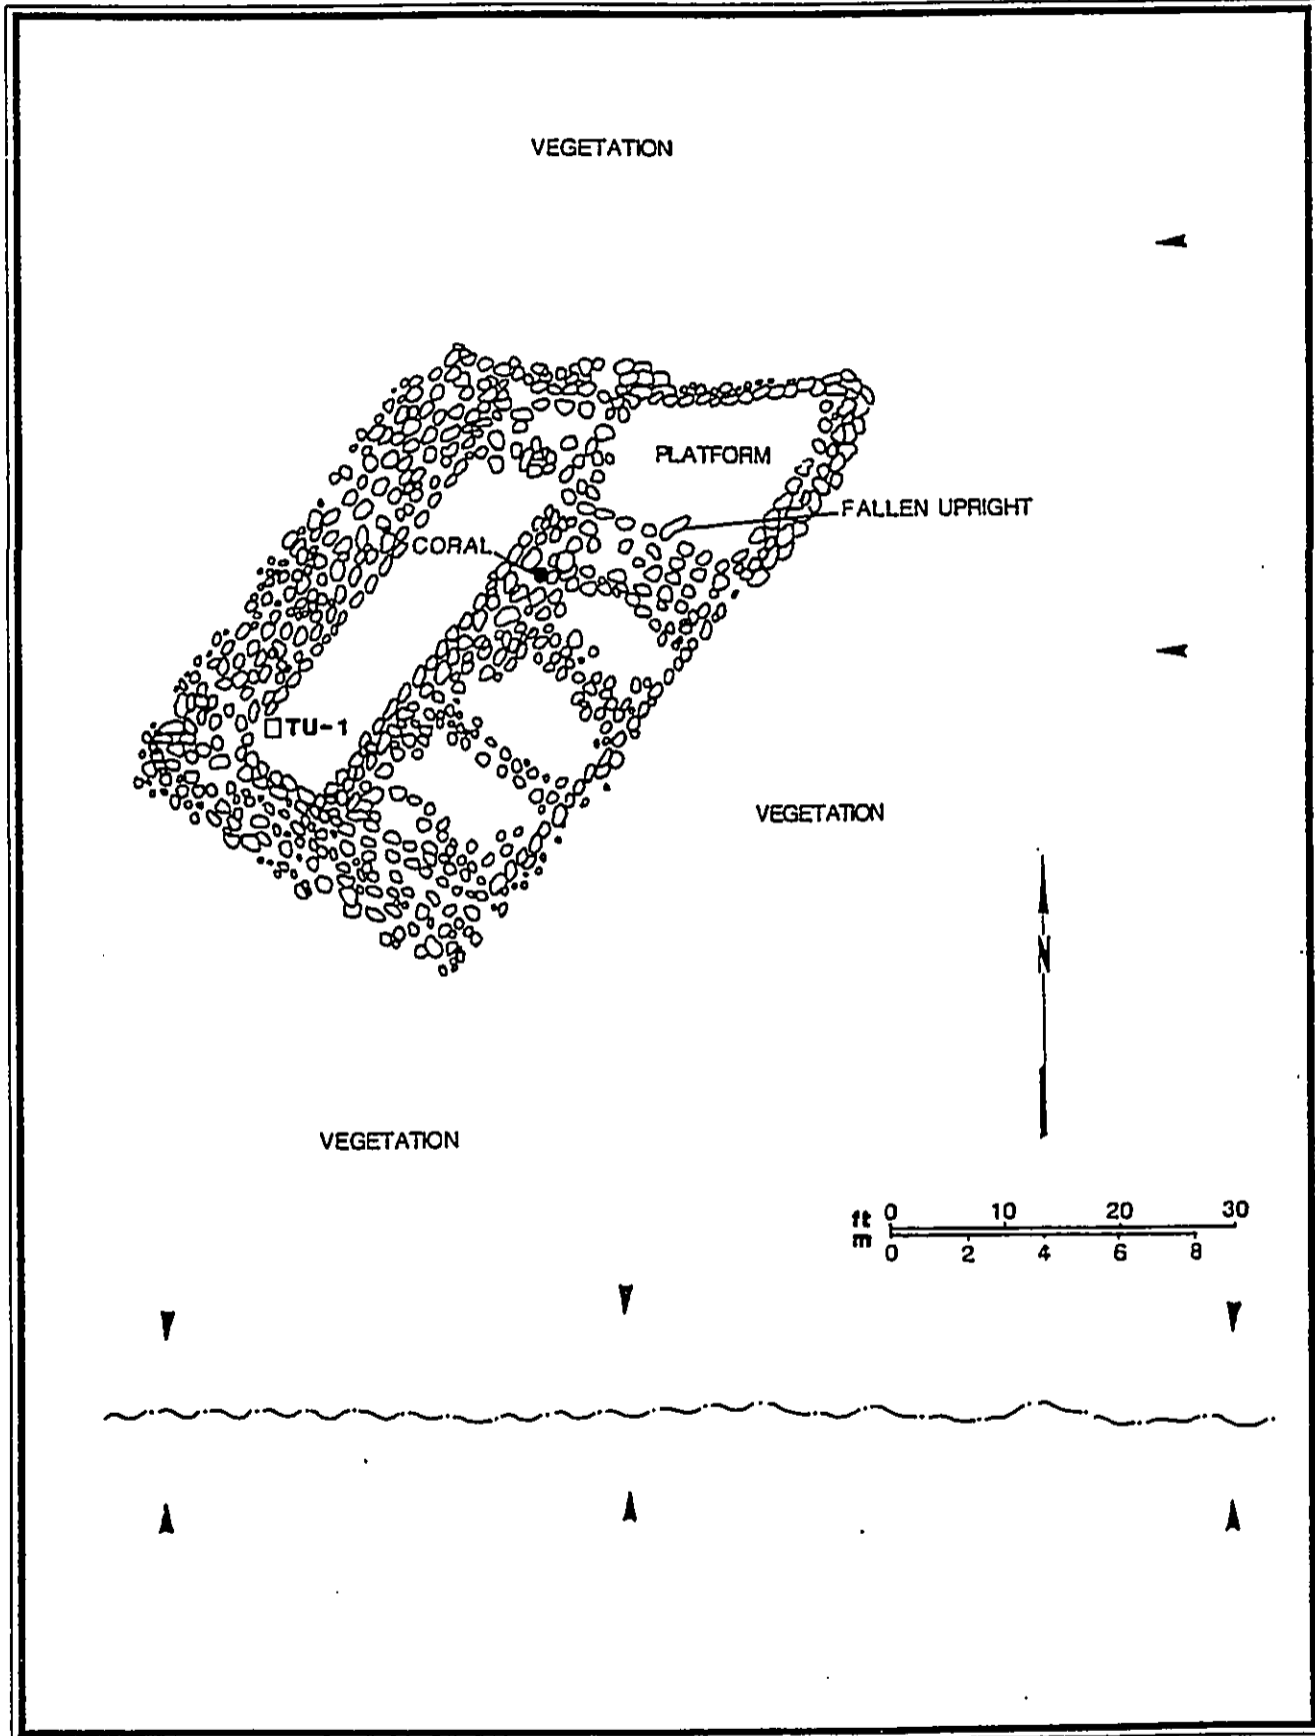 VEGETATION
PLATFORM
FALLEN UPRIGHT
CORAL
TU-1
VEGETATION
N
VEGETATION
ft 0 10 20 30
m 0 2 4 6 8